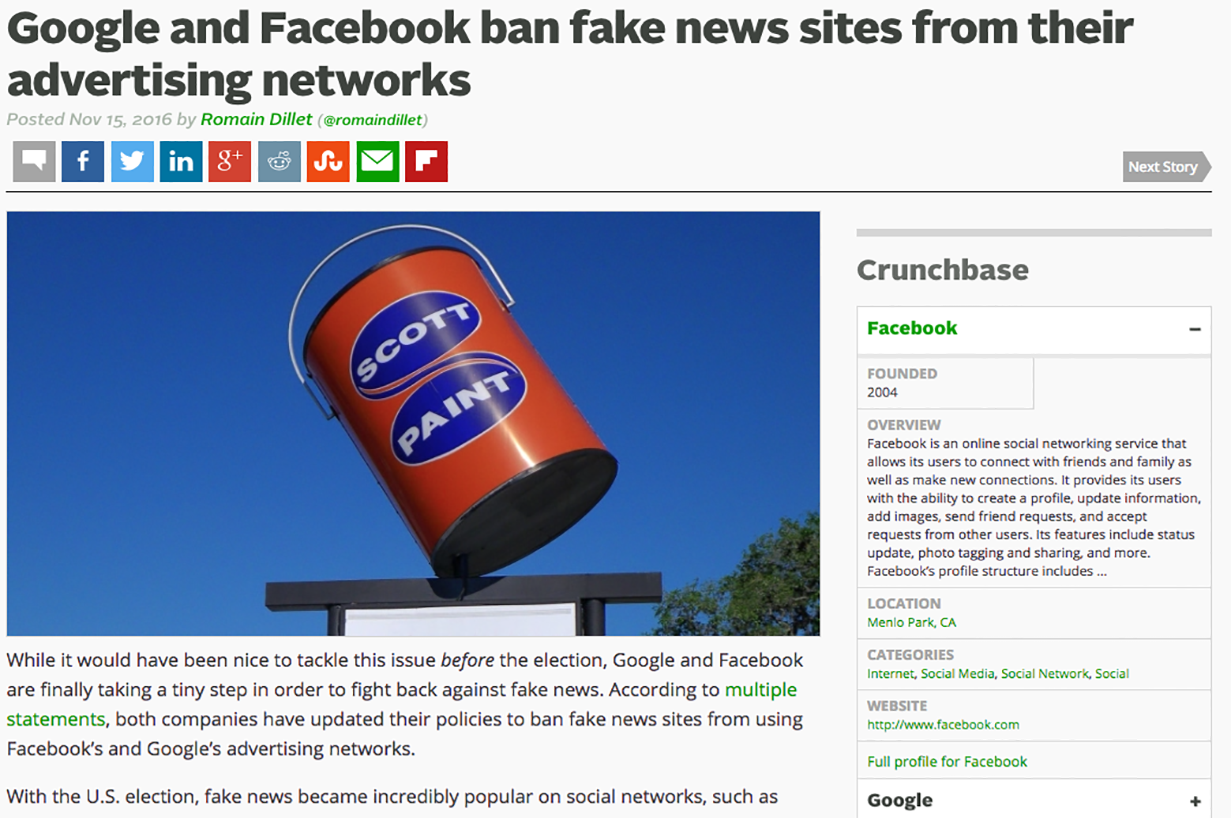 Google and Facebook ban fake news sites from their
advertising networks
Posted Nov 15, 2016 by Romain Dillet (@romaindillet)
f
in
g+
Next Story
SCOTT
PAINT
While it would have been nice to tackle this issue before the election, Google and Facebook
are finally taking a tiny step in order to fight back against fake news. According to multiple
statements, both companies have updated their policies to ban fake news sites from using
Facebook's and Google's advertising networks.
With the U.S. election, fake news became incredibly popular on social networks, such as
Crunchbase
Facebook –
FOUNDED
2004
OVERVIEW
Facebook is an online social networking service that
allows its users to connect with friends and family as
well as make new connections. It provides its users
with the ability to create a profile, update information,
add images, send friend requests, and accept
requests from other users. Its features include status
update, photo tagging and sharing, and more.
Facebook's profile structure includes ...
LOCATION
Menlo Park, CA
CATEGORIES
Internet, Social Media, Social Network, Social
WEBSITE
http://www.facebook.com
Full profile for Facebook
Google +